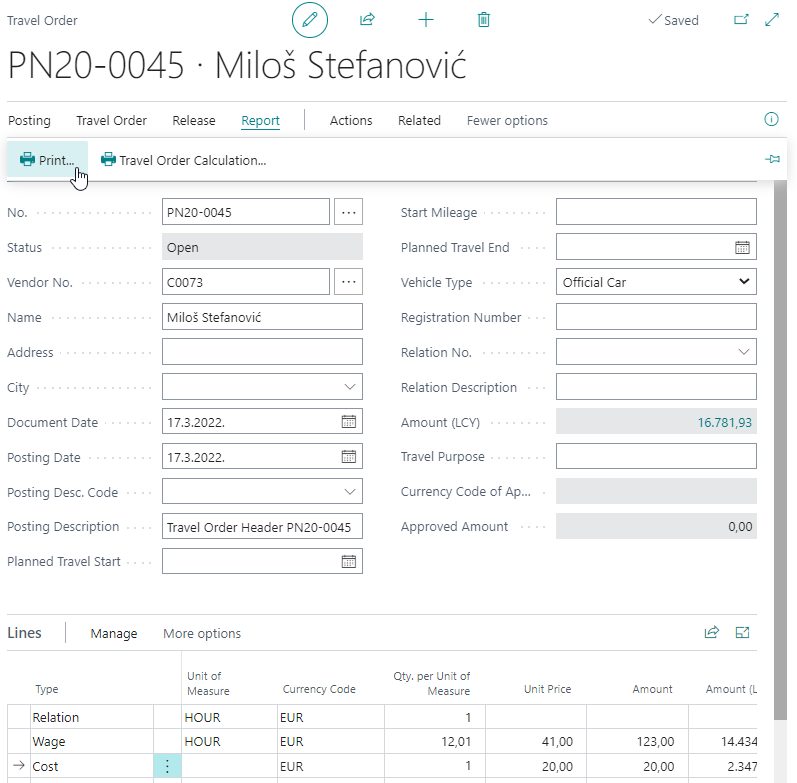 Travel Order
Saved
PN20-0045 · Miloš Stefanović
Posting Travel Order Release Report Actions Related Fewer options
Print... Travel Order Calculation...
No. PN20-0045 ...
Start Mileage
Status Open
Planned Travel End
Vendor No. C0073 ...
Vehicle Type Official Car
Name Miloš Stefanović
Registration Number
Address
Relation No.
City
Relation Description
Document Date 17.3.2022.
Amount (LCY) 16.781,93
Posting Date 17.3.2022.
Travel Purpose
Posting Desc. Code
Currency Code of Ap...
Posting Description Travel Order Header PN20-0045
Approved Amount 0,00
Planned Travel Start
Lines Manage More options
Type Unit of Measure Currency Code Qty. per Unit of Measure Unit Price Amount Amount (L
Relation HOUR EUR 1
Wage HOUR EUR 12,01 41,00 123,00 14.434
Cost EUR 1 20,00 20,00 2.347